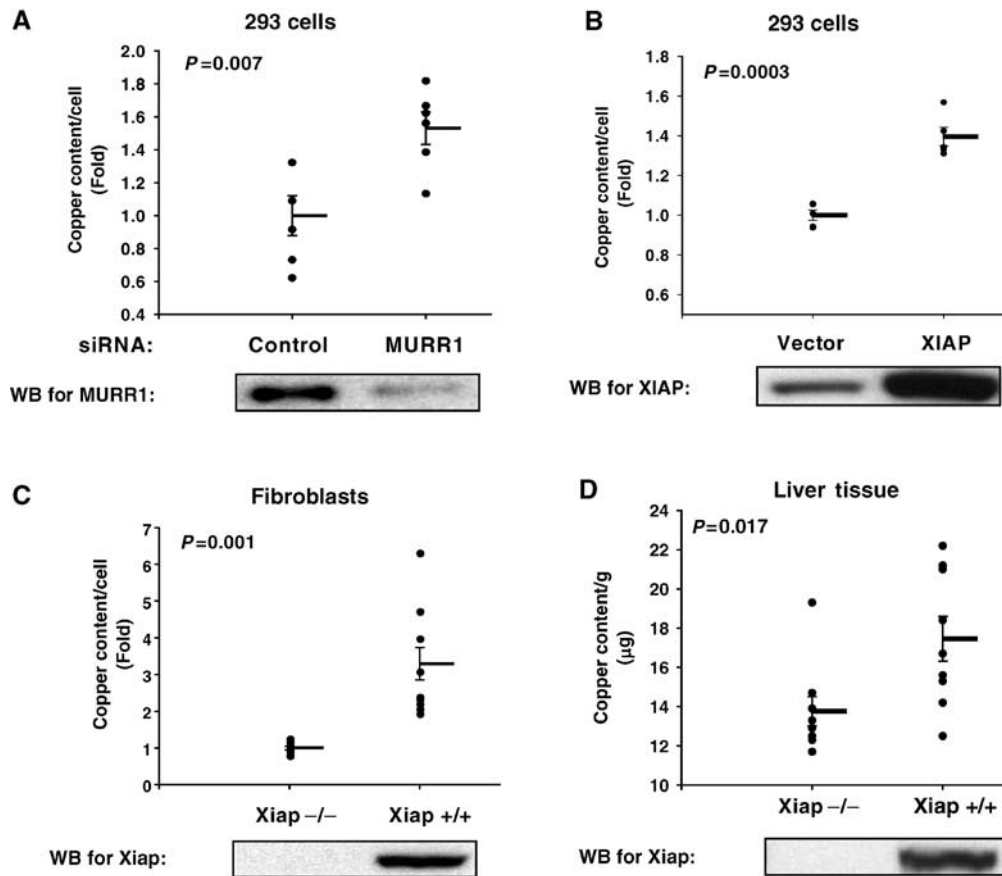 A
293 cells
P=0.007
Copper content/cell
(Fold)
2.0
1.8
1.6
1.4
1.2
1.0
0.8
0.6
0.4
siRNA:
Control
MURR1
WB for MURR1:
B
293 cells
P=0.0003
Copper content/cell
(Fold)
1.8
1.6
1.4
1.2
1.0
0.8
0.6
Vector
XIAP
WB for XIAP:
C
Fibroblasts
P=0.001
Copper content/cell
(Fold)
7
6
5
4
3
2
1
0
Xiap –/–
Xiap +/+
WB for Xiap:
D
Liver tissue
P=0.017
Copper content/g
(µg)
24
22
20
18
16
14
12
10
Xiap –/–
Xiap +/+
WB for Xiap: